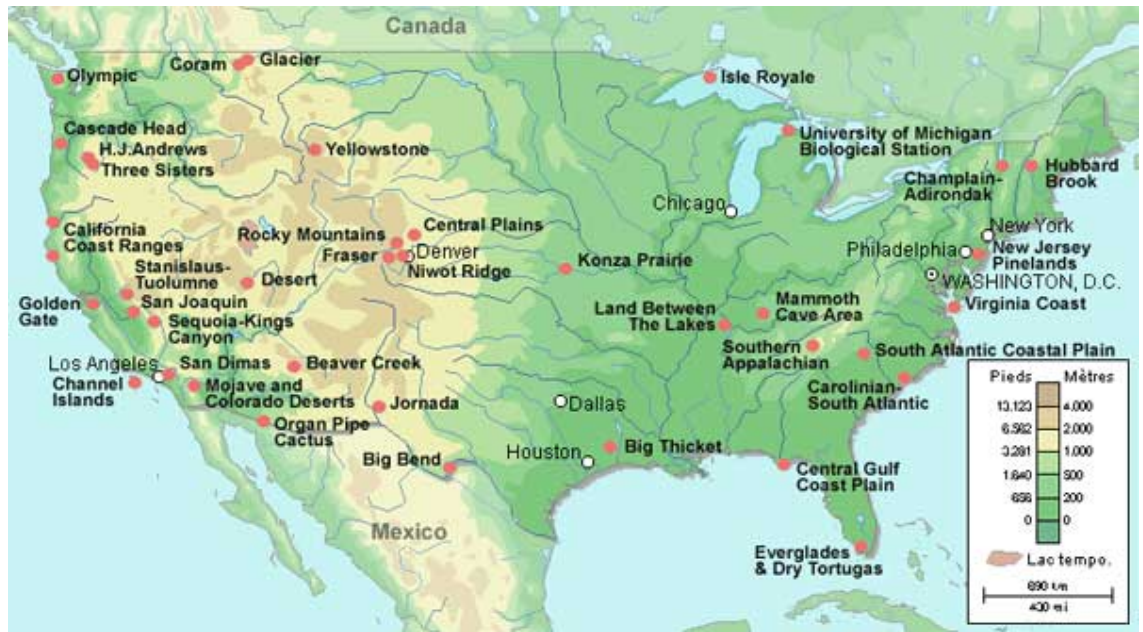 Canada
Coram
Glacier
Olympic
Isle Royale
Cascade Head
H.J.Andrews
Three Sisters
Yellowstone
University of Michigan
Biological Station
Champlain-
Adirondak
Hubbard
Brook
Chicago
California
Coast Ranges
Rocky Mountains
Central Plains
Fraser
Denver
Niwot Ridge
Konza Prairie
New York
Philadelphia
New Jersey
Pinelands
WASHINGTON, D.C.
Stanislaus-
Tuolumne
Desert
Golden
Gate
San Joaquin
Sequoia-Kings
Canyon
Land Between
The Lakes
Mammoth
Cave Area
Virginia Coast
Southern
Appalachian
South Atlantic Coastal Plain
Los Angeles
San Dimas
Beaver Creek
Channel
Islands
Mojave and
Colorado Deserts
Jornada
Dallas
Carolinian-
South Atlantic
Organ Pipe
Cactus
Big Bend
Houston
Big Thicket
Central Gulf
Coast Plain
Mexico
Everglades
& Dry Tortugas
Pieds Mètres
13.123 4.000
6.562 2.000
3.281 1.000
1.640 500
656 200
0 0
Lac tempo.
690 km
430 mi